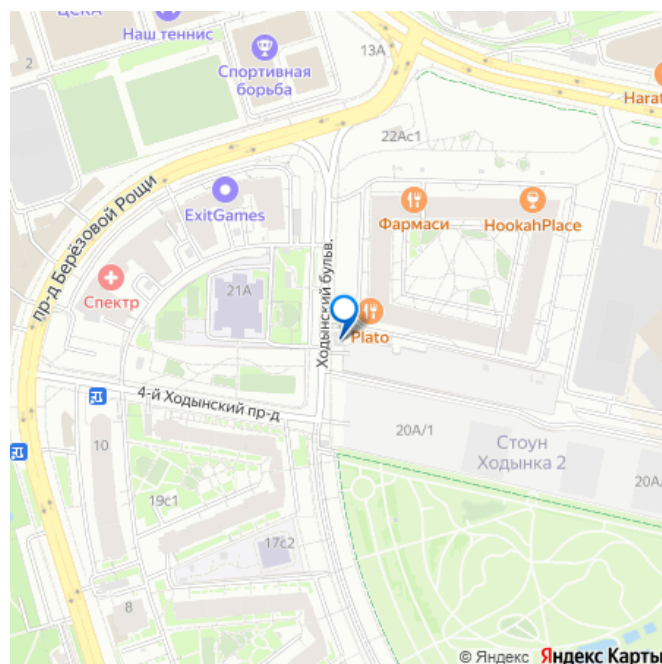 ЦСКА
Наш теннис
2
Спортивная
борьба
13А
Harat
22Ас1
пр-д Берёзовой Рощи
ExitGames
Фармаси
HookahPlace
Спектр
21А
Ходынский бульв.
Plato
4-й Ходынский пр-д
10
20А/1
Стоун
Ходынка 2
20А/
19с1
17с2
8
© Яндекс Яндекс Карты